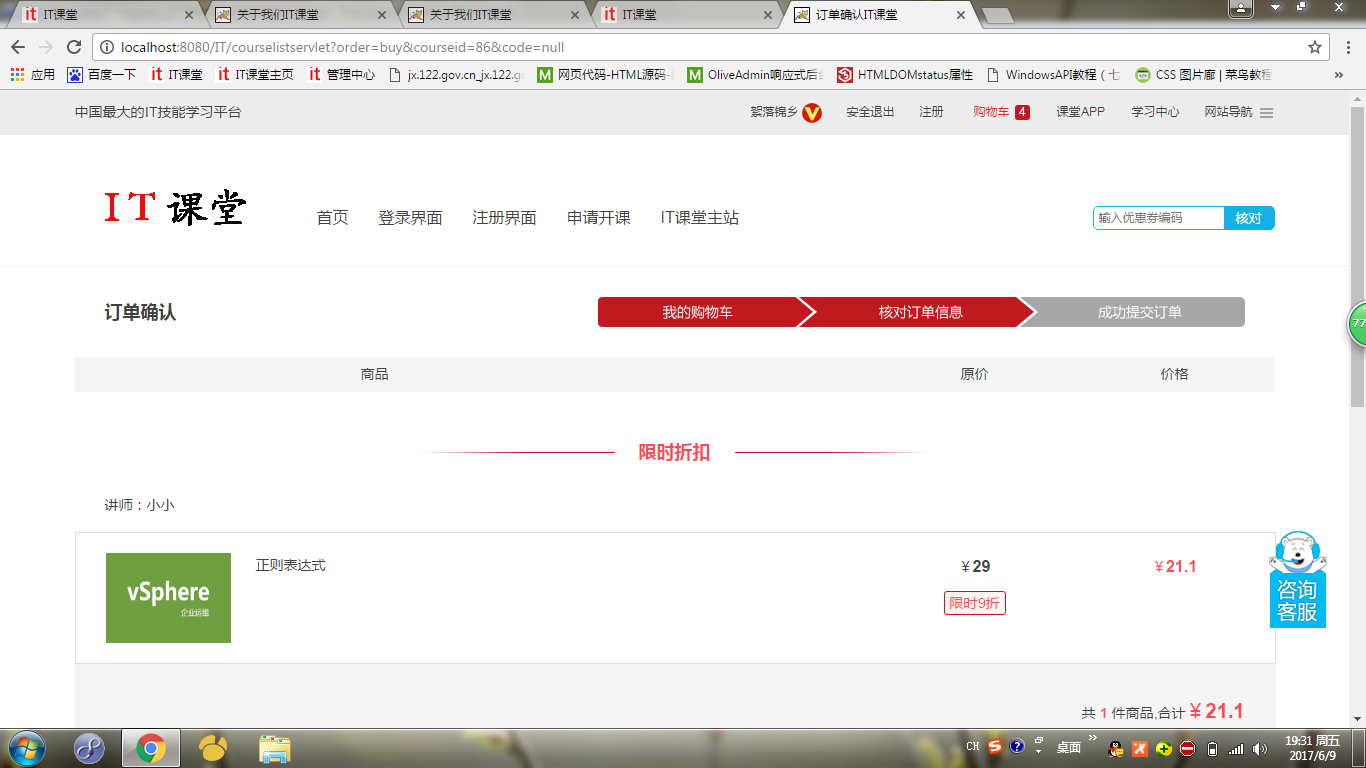 IT课堂
关于我们IT课堂
关于我们IT课堂
IT课堂
订单确认IT课堂
localhost:8080/IT/courselistservlet?order=buy&courseid=86&code=null
应用 百度一下 IT课堂 IT课堂主页 管理中心 jx.122.gov.cn_jx.122.g 网页代码-HTML源码- OliveAdmin响应式后 HTMLDOMstatus属性 WindowsAPI教程（七 CSS 图片廊 | 菜鸟教程 »
中国最大的IT技能学习平台
絮落锦乡 V 安全退出 注册 购物车 4 课堂APP 学习中心 网站导航
IT课堂
首页 登录界面 注册界面 申请开课 IT课堂主站
输入优惠券编码 核对
订单确认
我的购物车 核对订单信息 成功提交订单
77
商品 原价 价格
限时折扣
讲师：小小
vSphere
企业运维
正则表达式
¥29
¥21.1
限时9折
咨询
客服
共 1 件商品,合计 ¥21.1
CH 桌面 »
19:31 周五
2017/6/9